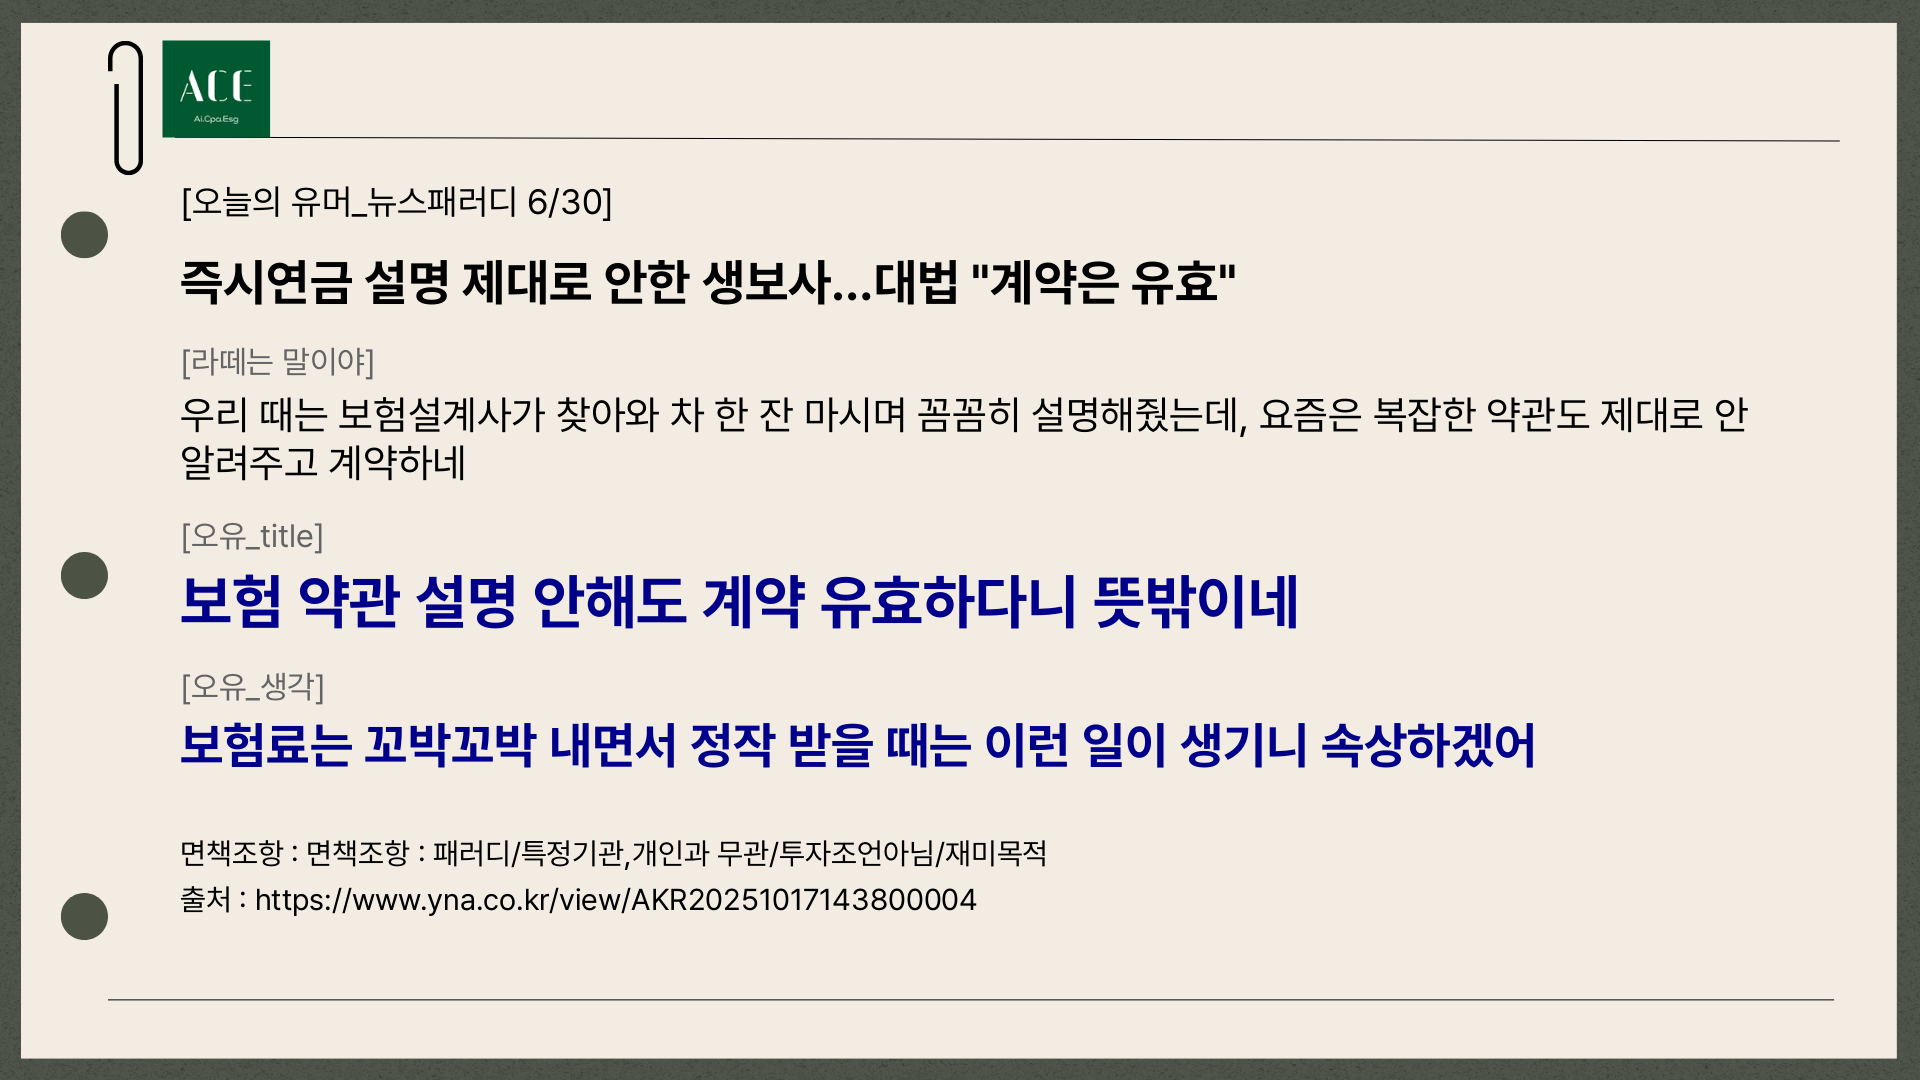 ACE
Ai.Cpa.Esg
[오늘의 유머_뉴스패러디 6/30]
즉시연금 설명 제대로 안한 생보사...대법 "계약은 유효"
[라떼는 말이야]
우리 때는 보험설계사가 찾아와 차 한 잔 마시며 꼼꼼히 설명해줬는데, 요즘은 복잡한 약관도 제대로 안
알려주고 계약하네
[오유_title]
보험 약관 설명 안해도 계약 유효하다니 뜻밖이네
[오유_생각]
보험료는 꼬박꼬박 내면서 정작 받을 때는 이런 일이 생기니 속상하겠어
면책조항 : 면책조항 : 패러디/특정기관,개인과 무관/투자조언아님/재미목적
출처 : https://www.yna.co.kr/view/AKR20251017143800004